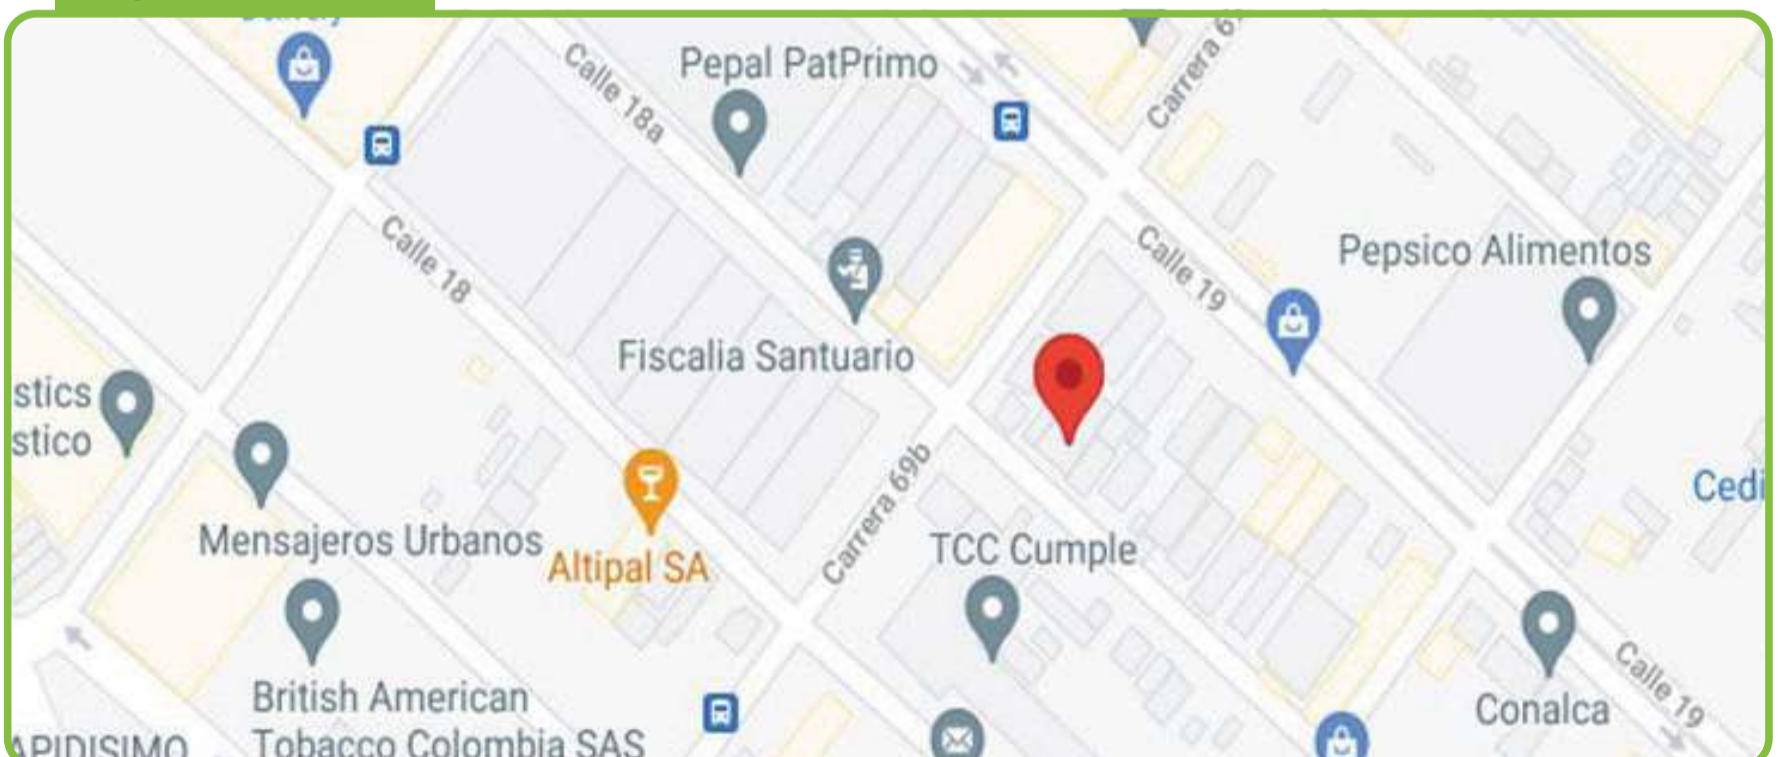 Calle 18a
Pepal PatPrimo
Carrera 6
Calle 18
Calle 19
Pepsico Alimentos
Fiscalia Santuario
stics
stico
Carrera 69b
Cedi
Mensajeros Urbanos
Altipal SA
TCC Cumple
British American
Tobacco Colombia SAS
Conalca
Calle 19
APIDISIMO